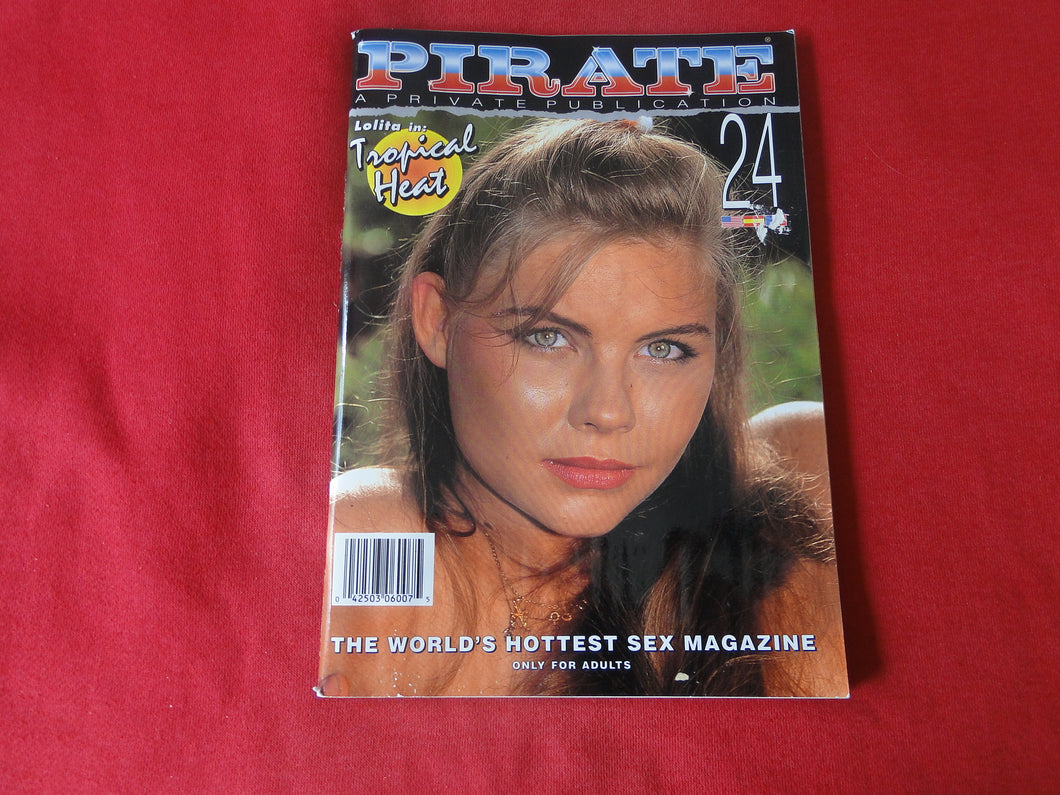 PIRATE®
A PRIVATE PUBLICATION
Lolita in:
Tropical
Heat
24
0 42503 06007 5
THE WORLD'S HOTTEST SEX MAGAZINE
ONLY FOR ADULTS